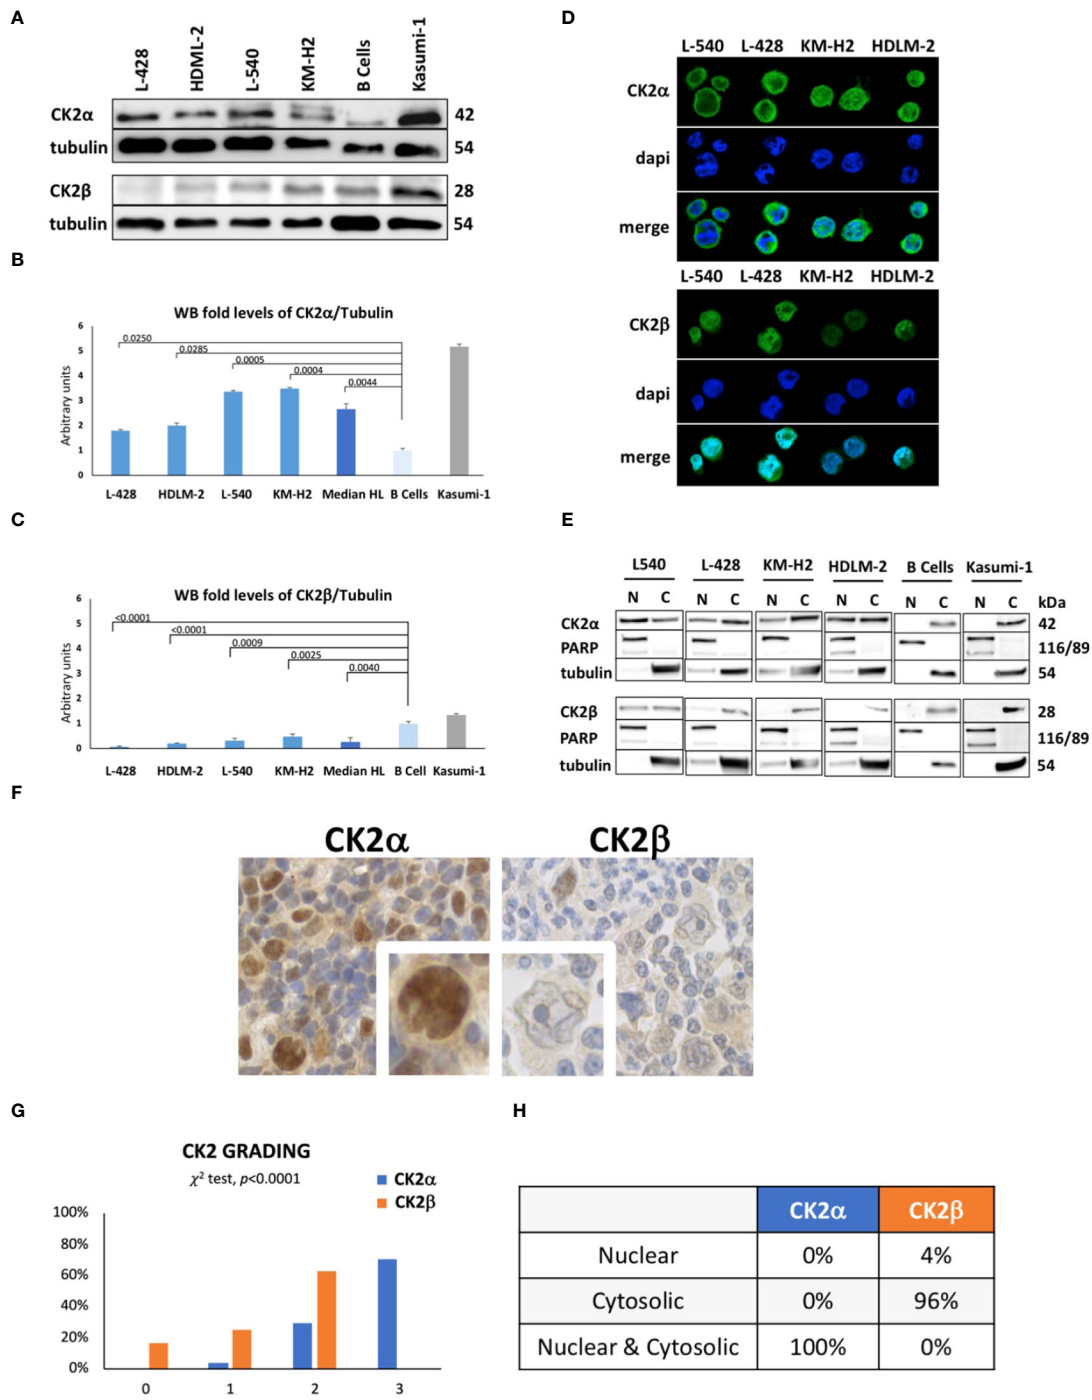 A
L-428
HDML-2
L-540
KM-H2
B Cells
Kasumi-1
CK2α 42
tubulin 54
CK2β 28
tubulin 54
B
WB fold levels of CK2α/Tubulin
Arbitrary units
6
5
4
3
2
1
0
0.0250
0.0285
0.0005
0.0004
0.0044
L-428 HDLM-2 L-540 KM-H2 Median HL B Cells Kasumi-1
C
WB fold levels of CK2β/Tubulin
Arbitrary units
6
5
4
3
2
1
0
<0.0001
<0.0001
0.0009
0.0025
0.0040
L-428 HDLM-2 L-540 KM-H2 Median HL B Cell Kasumi-1
D
L-540 L-428 KM-H2 HDLM-2
CK2α
dapi
merge
L-540 L-428 KM-H2 HDLM-2
CK2β
dapi
merge
E
L540 L-428 KM-H2 HDLM-2 B Cells Kasumi-1
N C N C N C N C N C N C kDa
CK2α 42
PARP 116/89
tubulin 54
CK2β 28
PARP 116/89
tubulin 54
F
CK2α CK2β
G
CK2 GRADING
χ² test, p<0.0001
CK2α
CK2β
100%
80%
60%
40%
20%
0%
0 1 2 3
H
CK2α CK2β
Nuclear 0% 4%
Cytosolic 0% 96%
Nuclear & Cytosolic 100% 0%